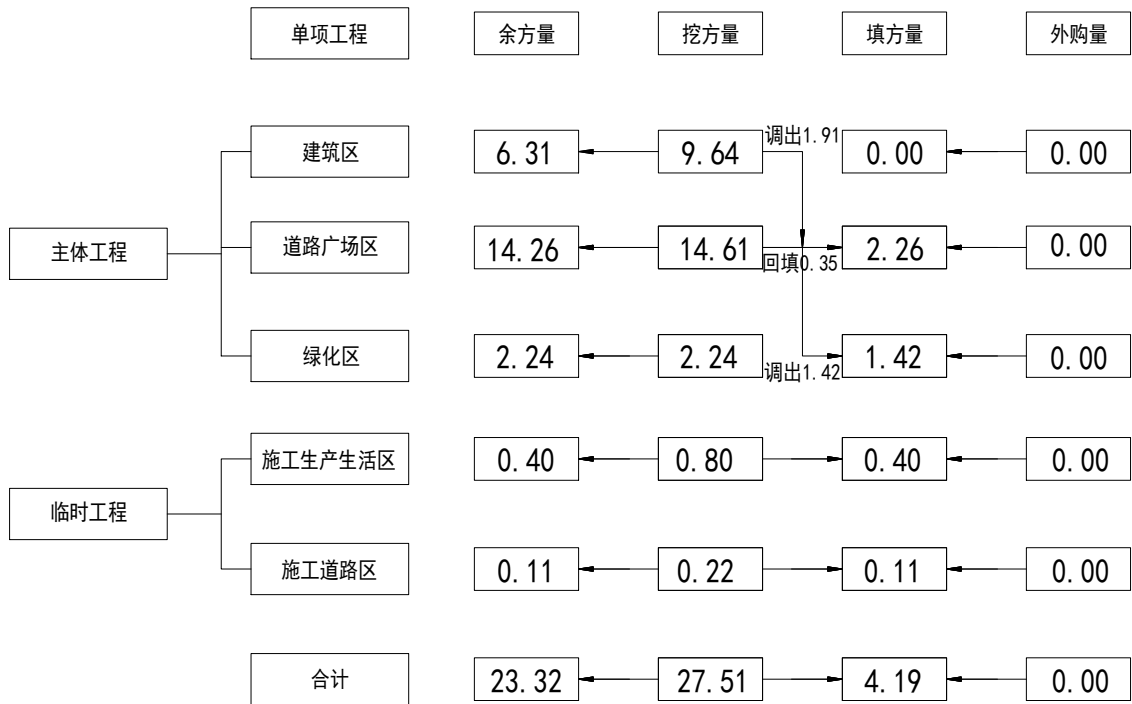 单项工程 余方量 挖方量 填方量 外购量
建筑区 6.31 9.64 调出1.91 0.00 0.00
主体工程 道路广场区 14.26 14.61 回填0.35 2.26 0.00
绿化区 2.24 2.24 调出1.42 1.42 0.00
施工生产生活区 0.40 0.80 0.40 0.00
临时工程
施工道路区 0.11 0.22 0.11 0.00
合计 23.32 27.51 4.19 0.00